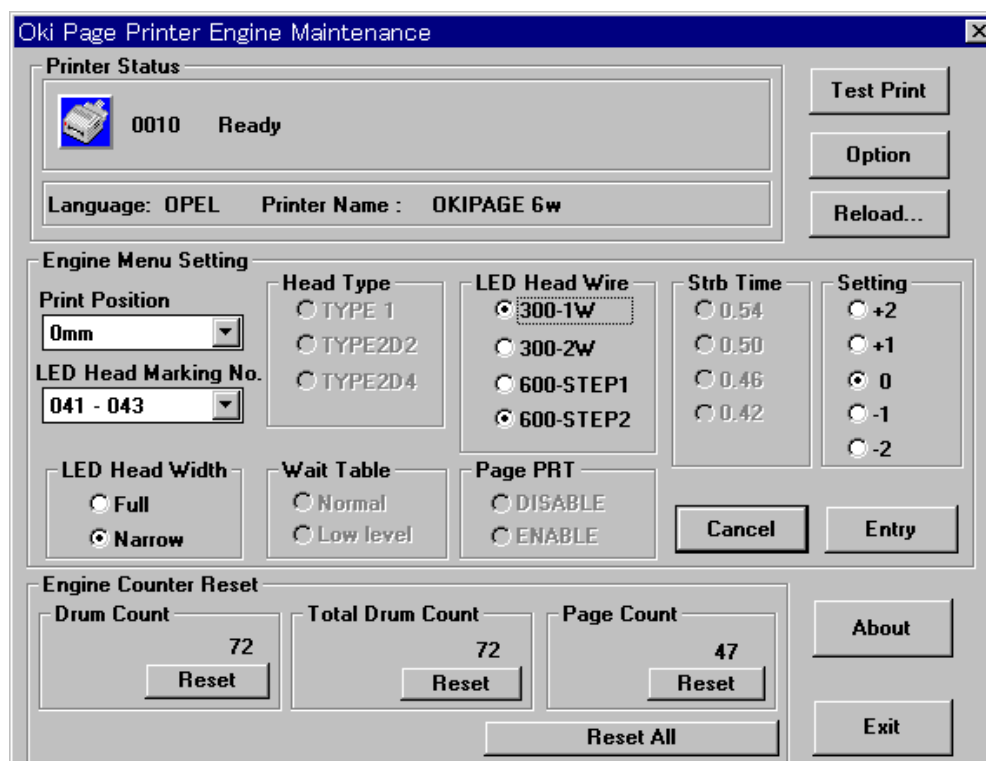 Oki Page Printer Engine Maintenance
Printer Status
0010 Ready
Language: OPEL Printer Name : OKIPAGE 6w
Test Print
Option
Reload...
Engine Menu Setting
Print Position
0mm
LED Head Marking No.
041 - 043
Head Type
TYPE 1
TYPE2D2
TYPE2D4
LED Head Wire
300-1W
300-2W
600-STEP1
600-STEP2
Strb Time
0.54
0.50
0.46
0.42
Setting
+2
+1
0
-1
-2
LED Head Width
Full
Narrow
Wait Table
Normal
Low level
Page PRT
DISABLE
ENABLE
Cancel
Entry
Engine Counter Reset
Drum Count
72
Reset
Total Drum Count
72
Reset
Page Count
47
Reset
Reset All
About
Exit